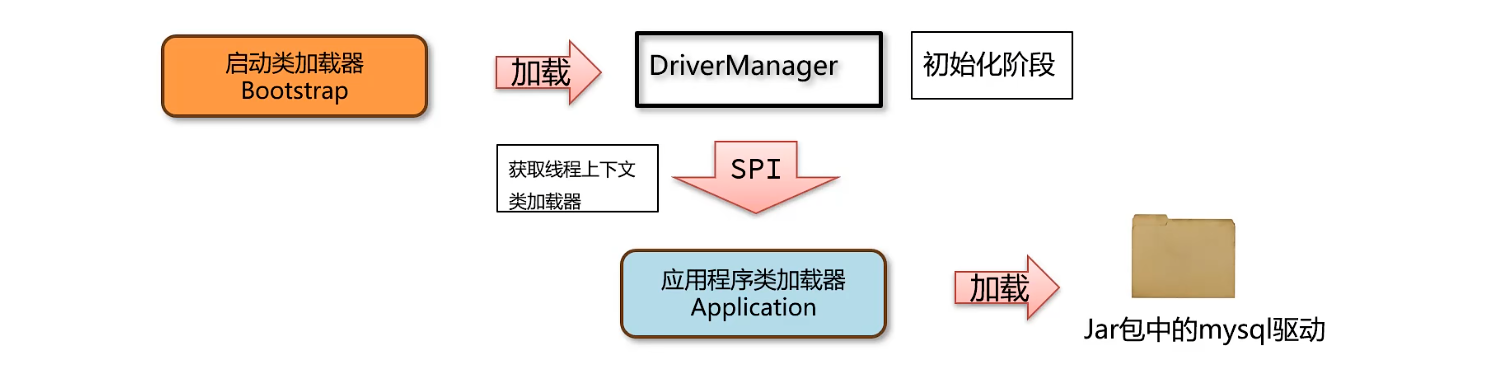 启动类加载器
Bootstrap
加载
DriverManager
初始化阶段
获取线程上下文
类加载器
SPI
应用程序类加载器
Application
加载
Jar包中的mysql驱动